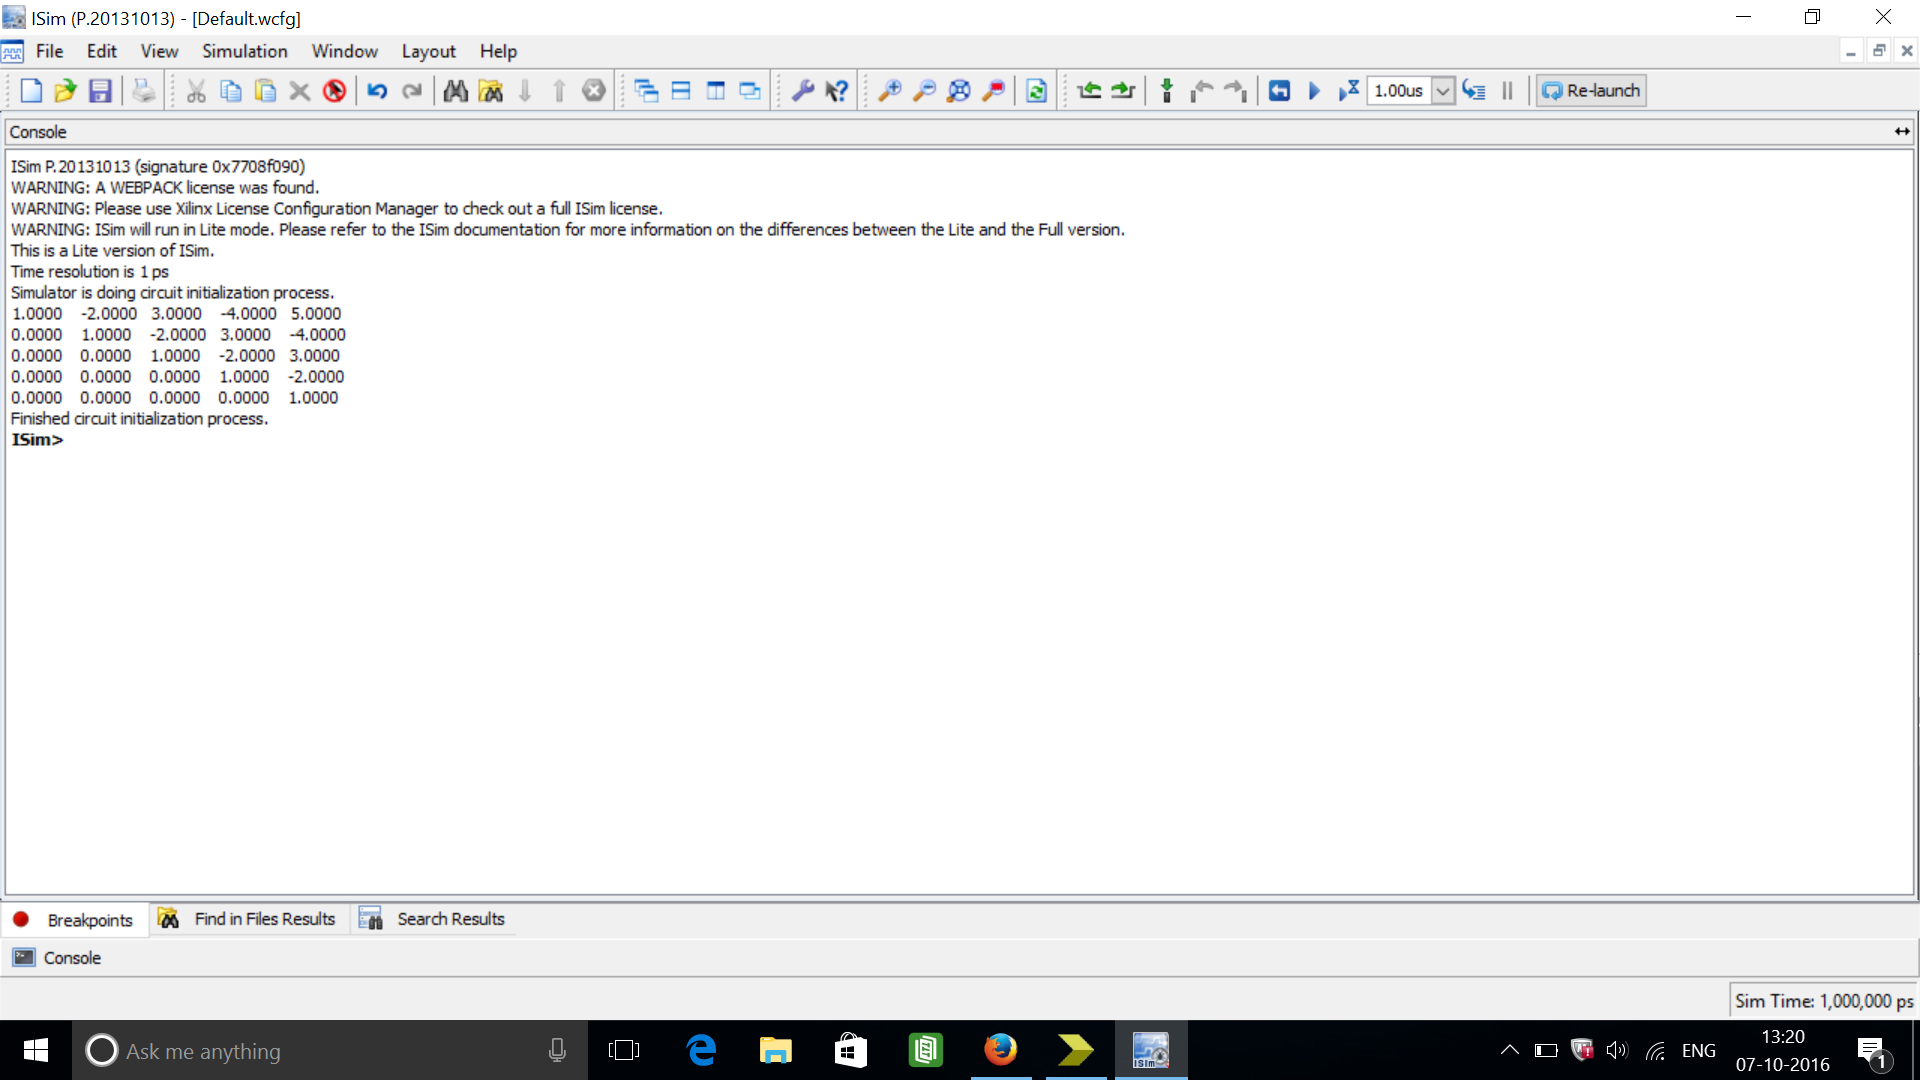 ISim (P.20131013) - [Default.wcfg]
File Edit View Simulation Window Layout Help
1.00us Re-launch
Console
ISim P.20131013 (signature 0x7708f090)
WARNING: A WEBPACK license was found.
WARNING: Please use Xilinx License Configuration Manager to check out a full ISim license.
WARNING: ISim will run in Lite mode. Please refer to the ISim documentation for more information on the differences between the Lite and the Full version.
This is a Lite version of ISim.
Time resolution is 1 ps
Simulator is doing circuit initialization process.
1.0000 -2.0000 3.0000 -4.0000 5.0000
0.0000 1.0000 -2.0000 3.0000 -4.0000
0.0000 0.0000 1.0000 -2.0000 3.0000
0.0000 0.0000 0.0000 1.0000 -2.0000
0.0000 0.0000 0.0000 0.0000 1.0000
Finished circuit initialization process.
ISim>
Breakpoints Find in Files Results Search Results
Console
Sim Time: 1,000,000 ps
Ask me anything
ISim
ENG
13:20
07-10-2016
1